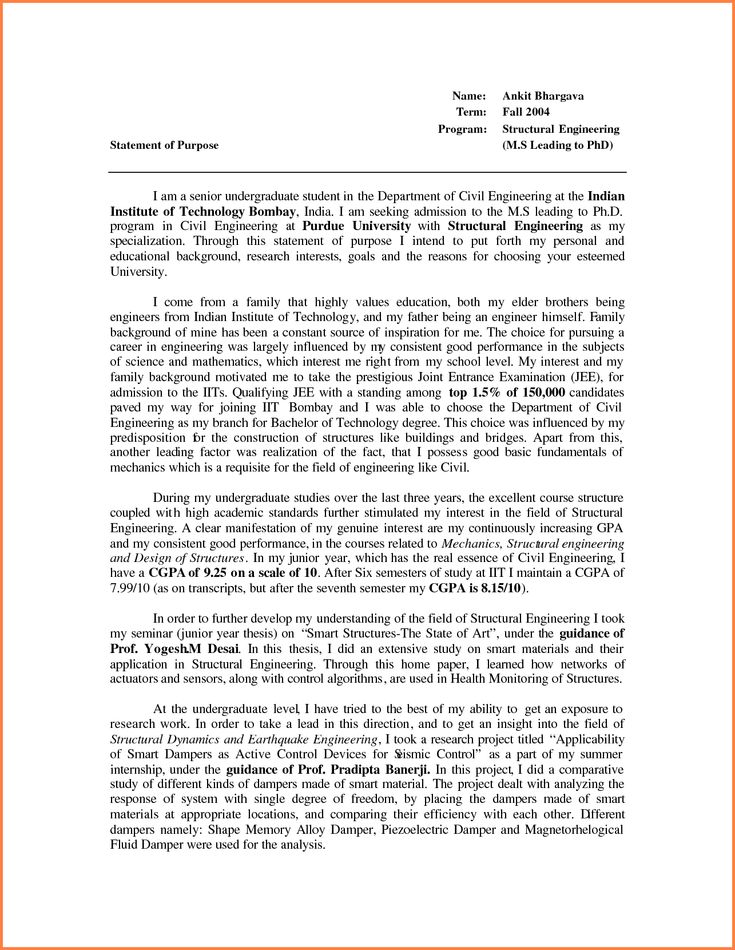 Name: Ankit Bhargava
Term: Fall 2004
Program: Structural Engineering
Statement of Purpose (M.S Leading to PhD)
I am a senior undergraduate student in the Department of Civil Engineering at the Indian
Institute of Technology Bombay, India. I am seeking admission to the M.S leading to Ph.D.
program in Civil Engineering at Purdue University with Structural Engineering as my
specialization. Through this statement of purpose I intend to put forth my personal and
educational background, research interests, goals and the reasons for choosing your esteemed
University.
I come from a family that highly values education, both my elder brothers being
engineers from Indian Institute of Technology, and my father being an engineer himself. Family
background of mine has been a constant source of inspiration for me. The choice for pursuing a
career in engineering was largely influenced by my consistent good performance in the subjects
of science and mathematics, which interest me right from my school level. My interest and my
family background motivated me to take the prestigious Joint Entrance Examination (JEE), for
admission to the IITs. Qualifying JEE with a standing among top 1.5% of 150,000 candidates
paved my way for joining IIT Bombay and I was able to choose the Department of Civil
Engineering as my branch for Bachelor of Technology degree. This choice was influenced by my
predisposition for the construction of structures like buildings and bridges. Apart from this,
another leading factor was realization of the fact, that I possess good basic fundamentals of
mechanics which is a requisite for the field of engineering like Civil.
During my undergraduate studies over the last three years, the excellent course structure
coupled with high academic standards further stimulated my interest in the field of Structural
Engineering. A clear manifestation of my genuine interest are my continuously increasing GPA
and my consistent good performance, in the courses related to Mechanics, Structural engineering
and Design of Structures. In my junior year, which has the real essence of Civil Engineering, I
have a CGPA of 9.25 on a scale of 10. After Six semesters of study at IIT I maintain a CGPA of
7.99/10 (as on transcripts, but after the seventh semester my CGPA is 8.15/10).
In order to further develop my understanding of the field of Structural Engineering I took
my seminar (junior year thesis) on “Smart Structures-The State of Art”, under the guidance of
Prof. Yogesh.M Desai. In this thesis, I did an extensive study on smart materials and their
application in Structural Engineering. Through this home paper, I learned how networks of
actuators and sensors, along with control algorithms, are used in Health Monitoring of Structures.
At the undergraduate level, I have tried to the best of my ability to get an exposure to
research work. In order to take a lead in this direction, and to get an insight into the field of
Structural Dynamics and Earthquake Engineering, I took a research project titled “Applicability
of Smart Dampers as Active Control Devices for Seismic Control” as a part of my summer
internship, under the guidance of Prof. Pradipta Banerji. In this project, I did a comparative
study of different kinds of dampers made of smart material. The project dealt with analyzing the
response of system with single degree of freedom, by placing the dampers made of smart
materials at appropriate locations, and comparing their efficiency with each other. Different
dampers namely: Shape Memory Alloy Damper, Piezoelectric Damper and Magnetorhelogical
Fluid Damper were used for the analysis.